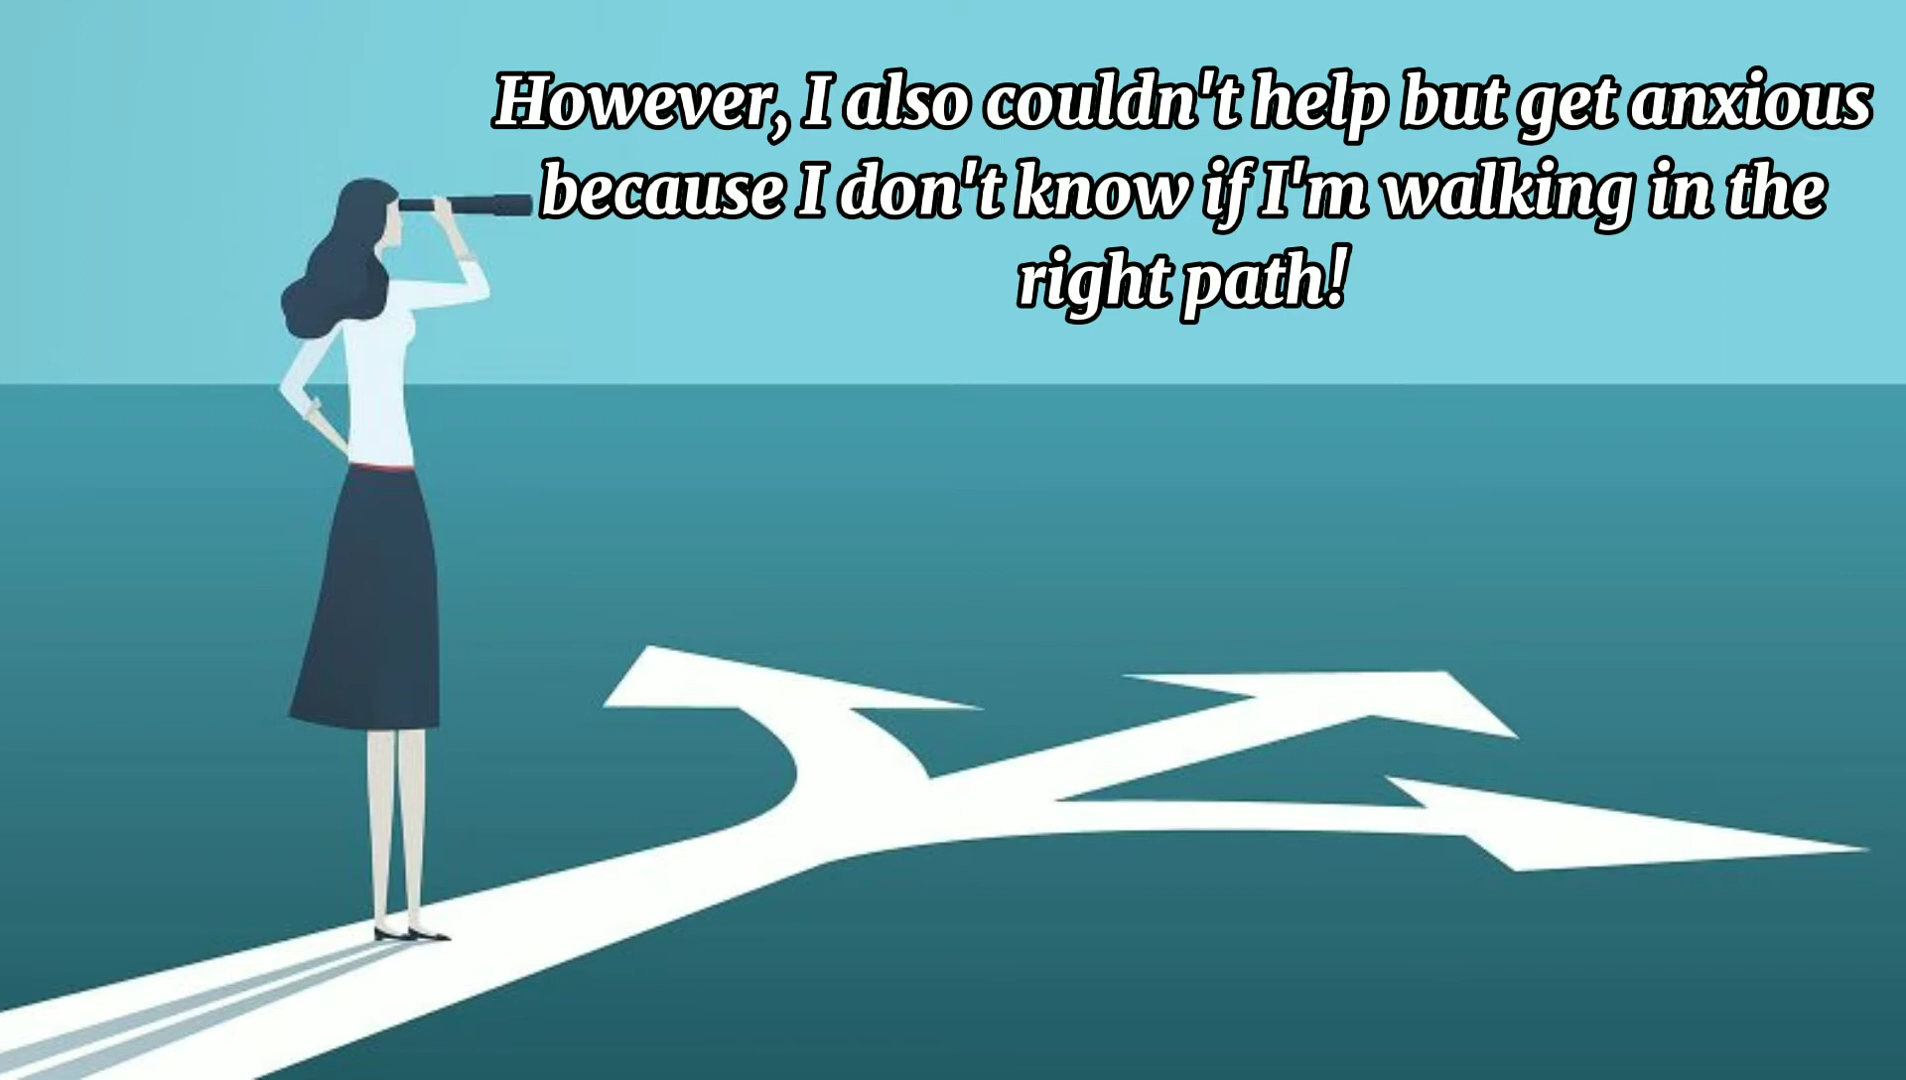 However, I also couldn't help but get anxious
because I don't know if I'm walking in the
right path!